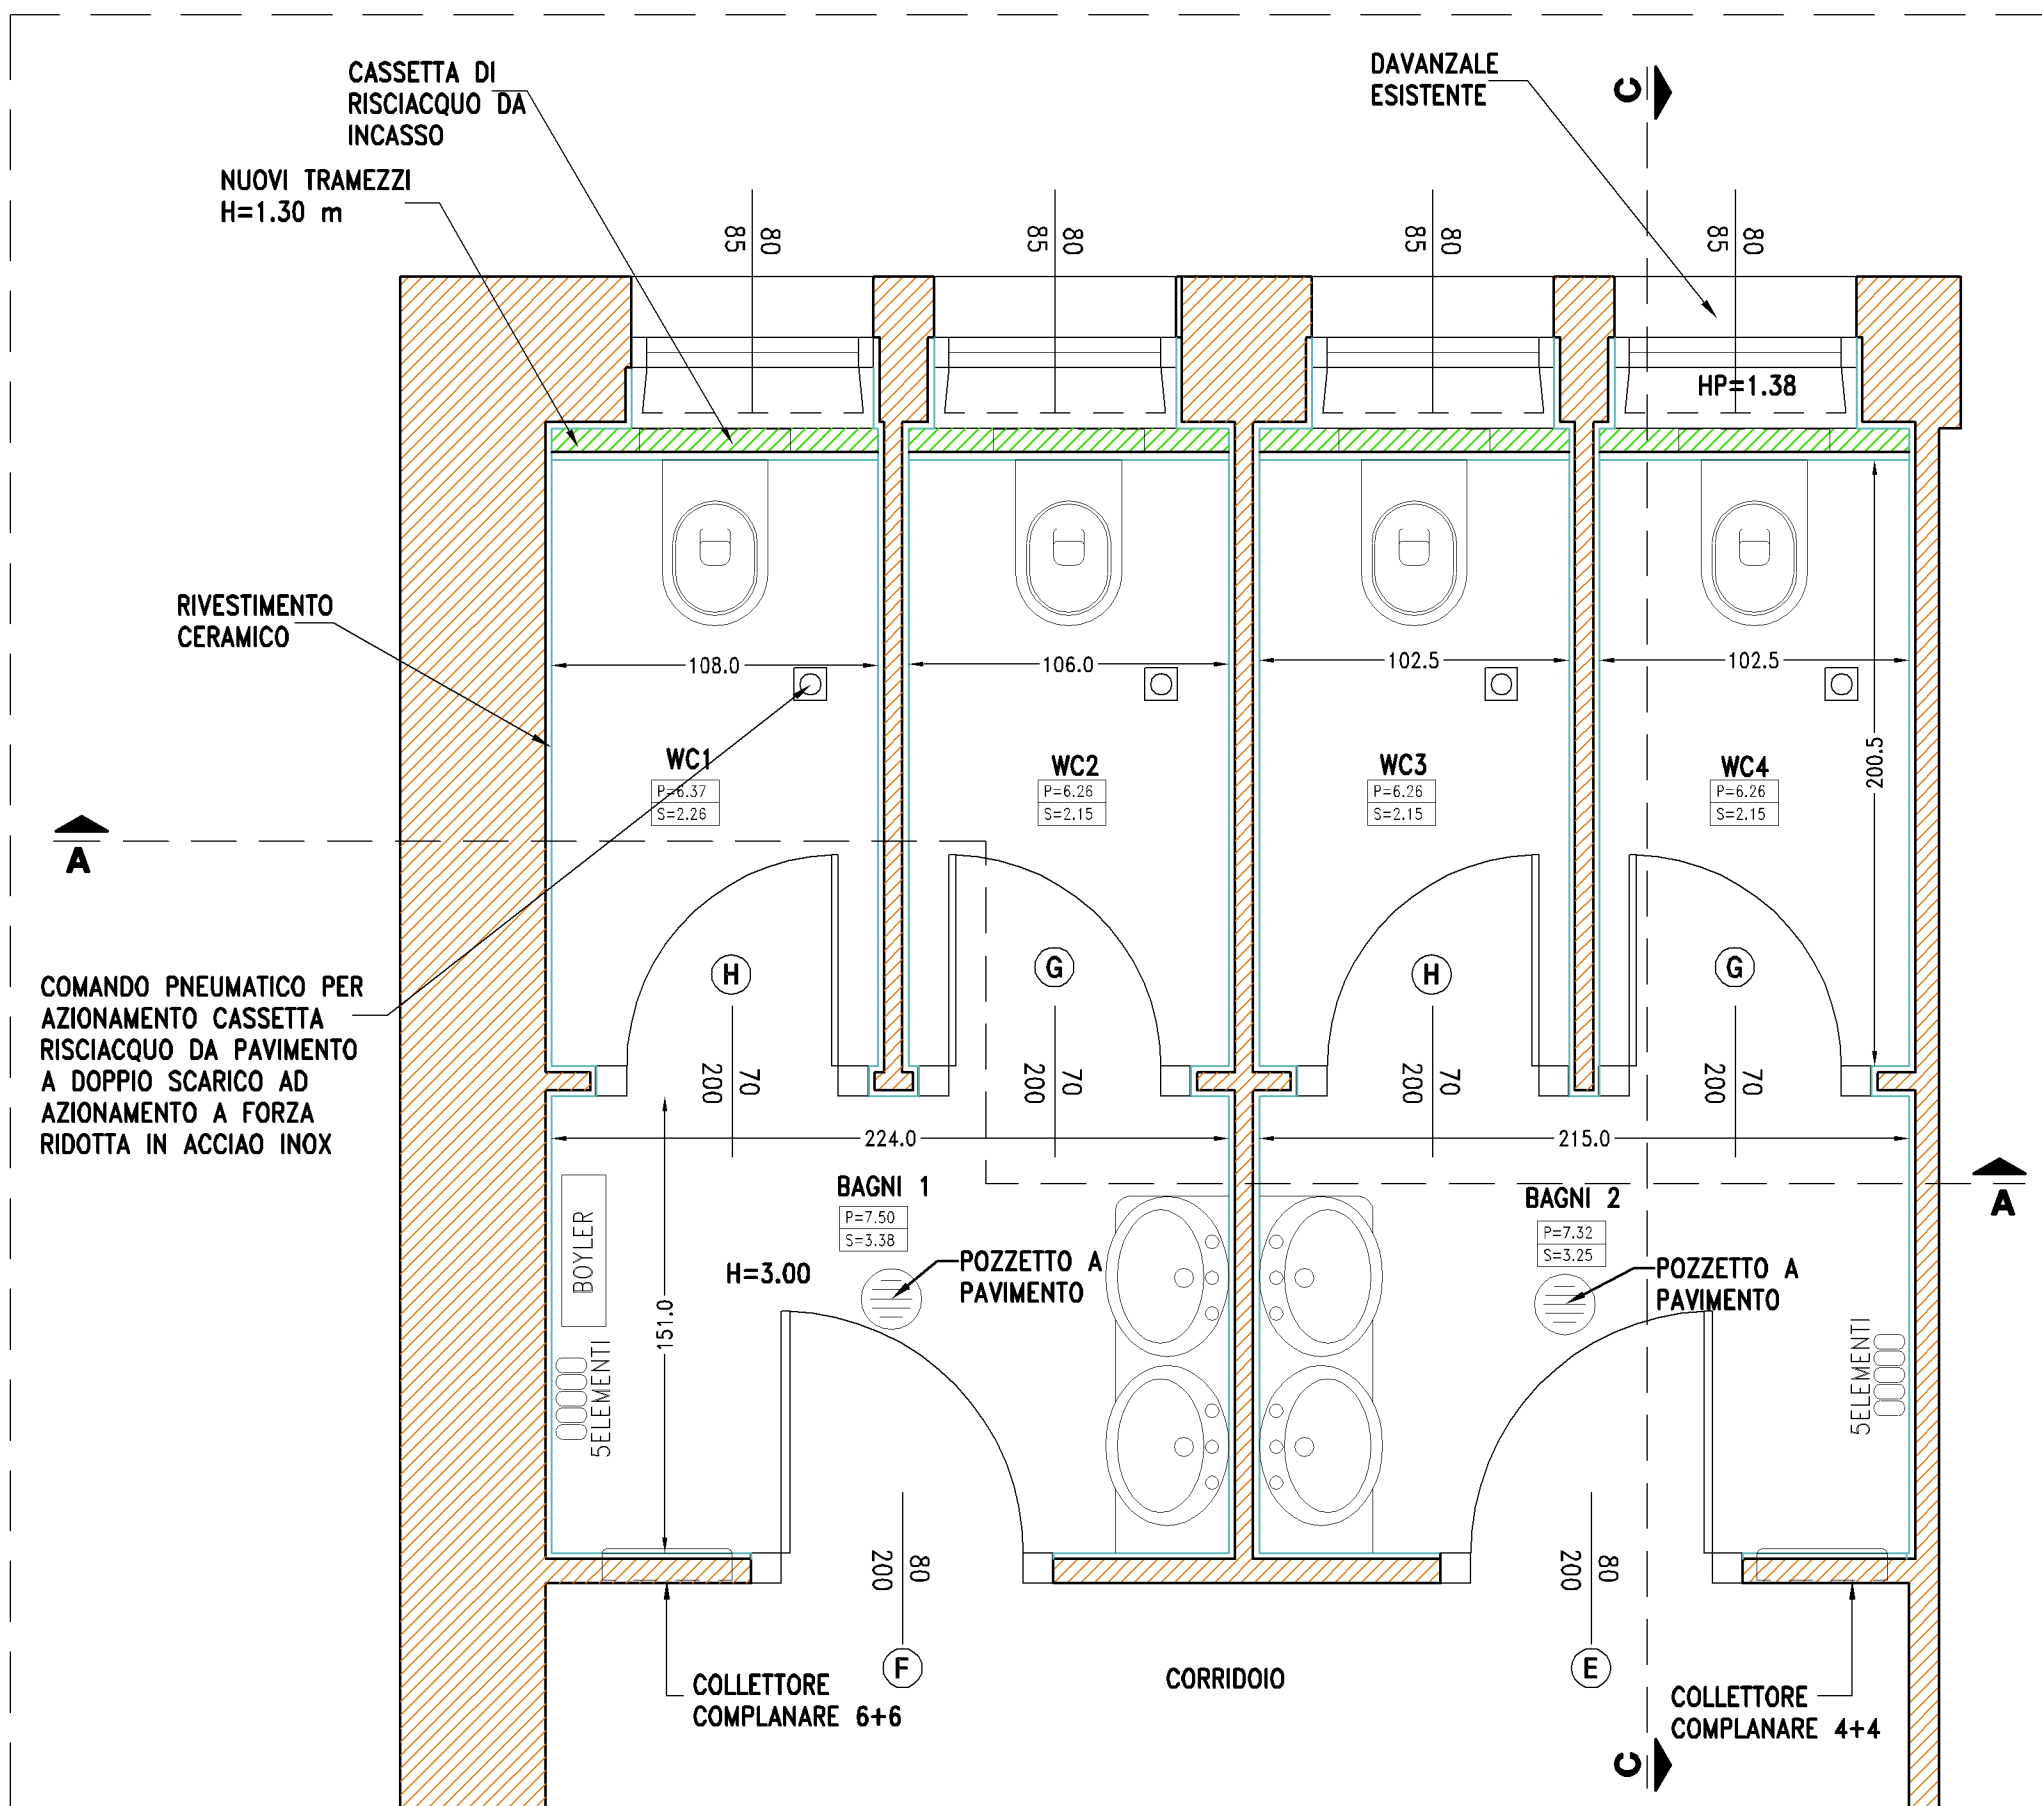 CASSETTA DI
RISCIACQUO DA
INCASSO
DAVANZALE
ESISTENTE
C
NUOVI TRAMEZZI
H=1.30 m
85
80
85
80
85
80
85
80
HP=1.38
RIVESTIMENTO
CERAMICO
108.0
106.0
102.5
102.5
200.5
WC1
P=6.37
S=2.26
WC2
P=6.26
S=2.15
WC3
P=6.26
S=2.15
WC4
P=6.26
S=2.15
A
COMANDO PNEUMATICO PER
AZIONAMENTO CASSETTA
RISCIACQUO DA PAVIMENTO
A DOPPIO SCARICO AD
AZIONAMENTO A FORZA
RIDOTTA IN ACCIAO INOX
H
G
H
G
200
70
200
70
200
70
200
70
224.0
215.0
BAGNI 1
P=7.50
S=3.38
BAGNI 2
P=7.32
S=3.25
A
BOYLER
H=3.00
POZZETTO A
PAVIMENTO
POZZETTO A
PAVIMENTO
151.0
5ELEMENTI
5ELEMENTI
200
80
200
80
F
E
CORRIDOIO
COLLETTORE
COMPLANARE 6+6
COLLETTORE
COMPLANARE 4+4
C